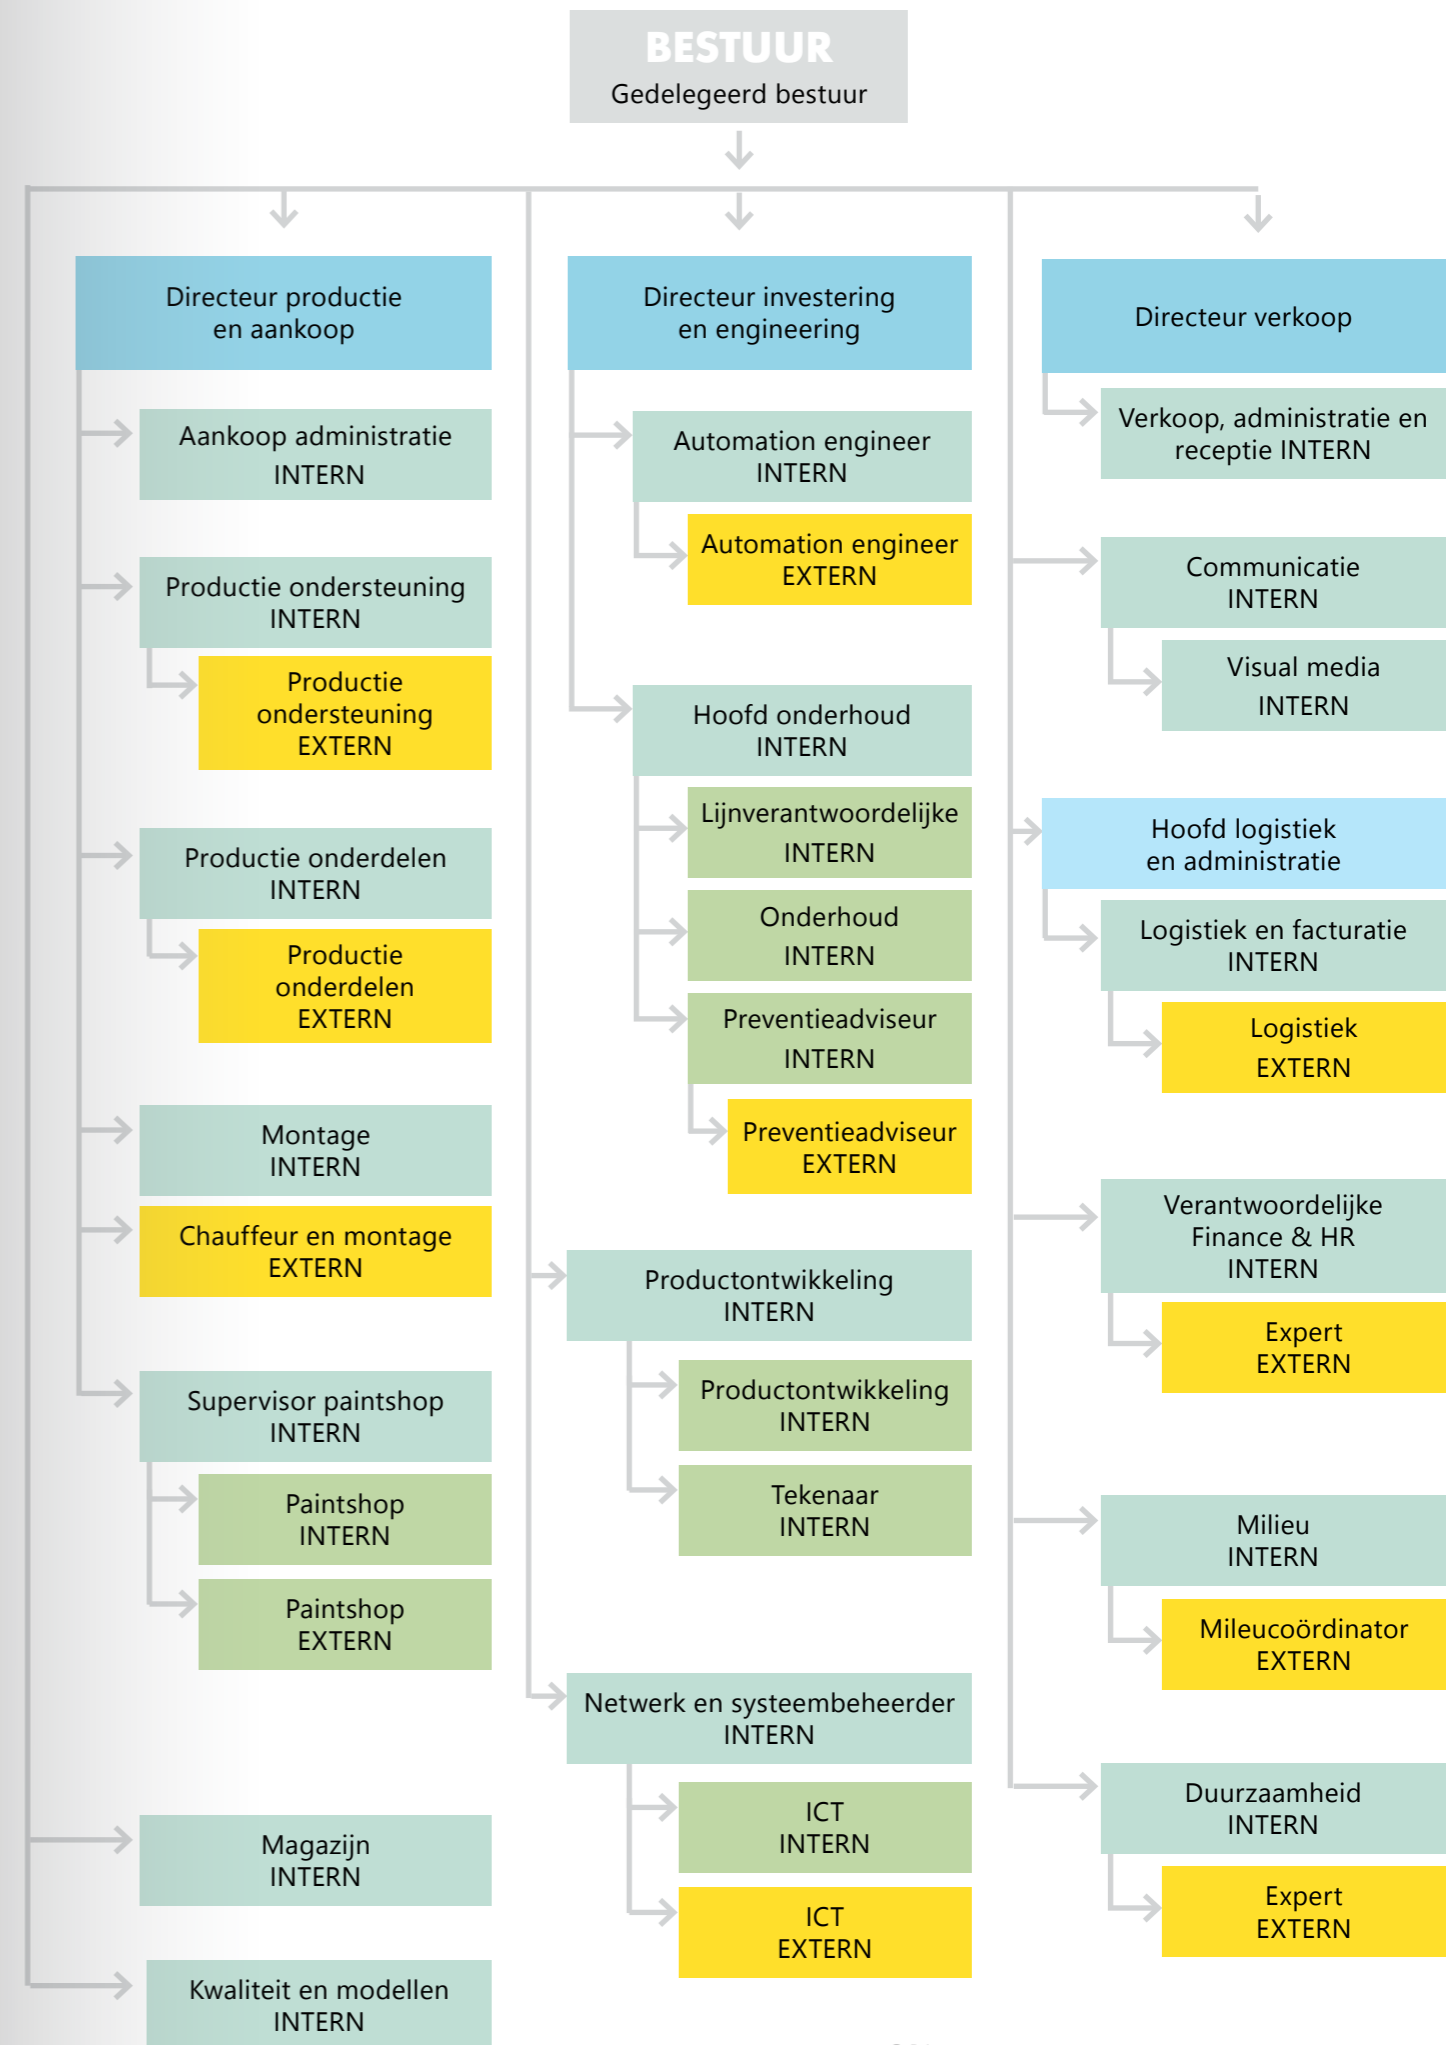 BESTUUR
Gedelegeerd bestuur
Directeur productie
en aankoop
Aankoop administratie
INTERN
Productie ondersteuning
INTERN
Productie
ondersteuning
EXTERN
Productie onderdelen
INTERN
Productie
onderdelen
EXTERN
Montage
INTERN
Chauffeur en montage
EXTERN
Supervisor paintshop
INTERN
Paintshop
INTERN
Paintshop
EXTERN
Magazijn
INTERN
Kwaliteit en modellen
INTERN
Directeur investering
en engineering
Automation engineer
INTERN
Automation engineer
EXTERN
Hoofd onderhoud
INTERN
Lijnverantwoordelijke
INTERN
Onderhoud
INTERN
Preventieadviseur
INTERN
Preventieadviseur
EXTERN
Productontwikkeling
INTERN
Productontwikkeling
INTERN
Tekenaar
INTERN
Netwerk en systeembeheerder
INTERN
ICT
INTERN
ICT
EXTERN
Directeur verkoop
Verkoop, administratie en
receptie INTERN
Communicatie
INTERN
Visual media
INTERN
Hoofd logistiek
en administratie
Logistiek en facturatie
INTERN
Logistiek
EXTERN
Verantwoordelijke
Finance & HR
INTERN
Expert
EXTERN
Milieu
INTERN
Mileucoördinator
EXTERN
Duurzaamheid
INTERN
Expert
EXTERN